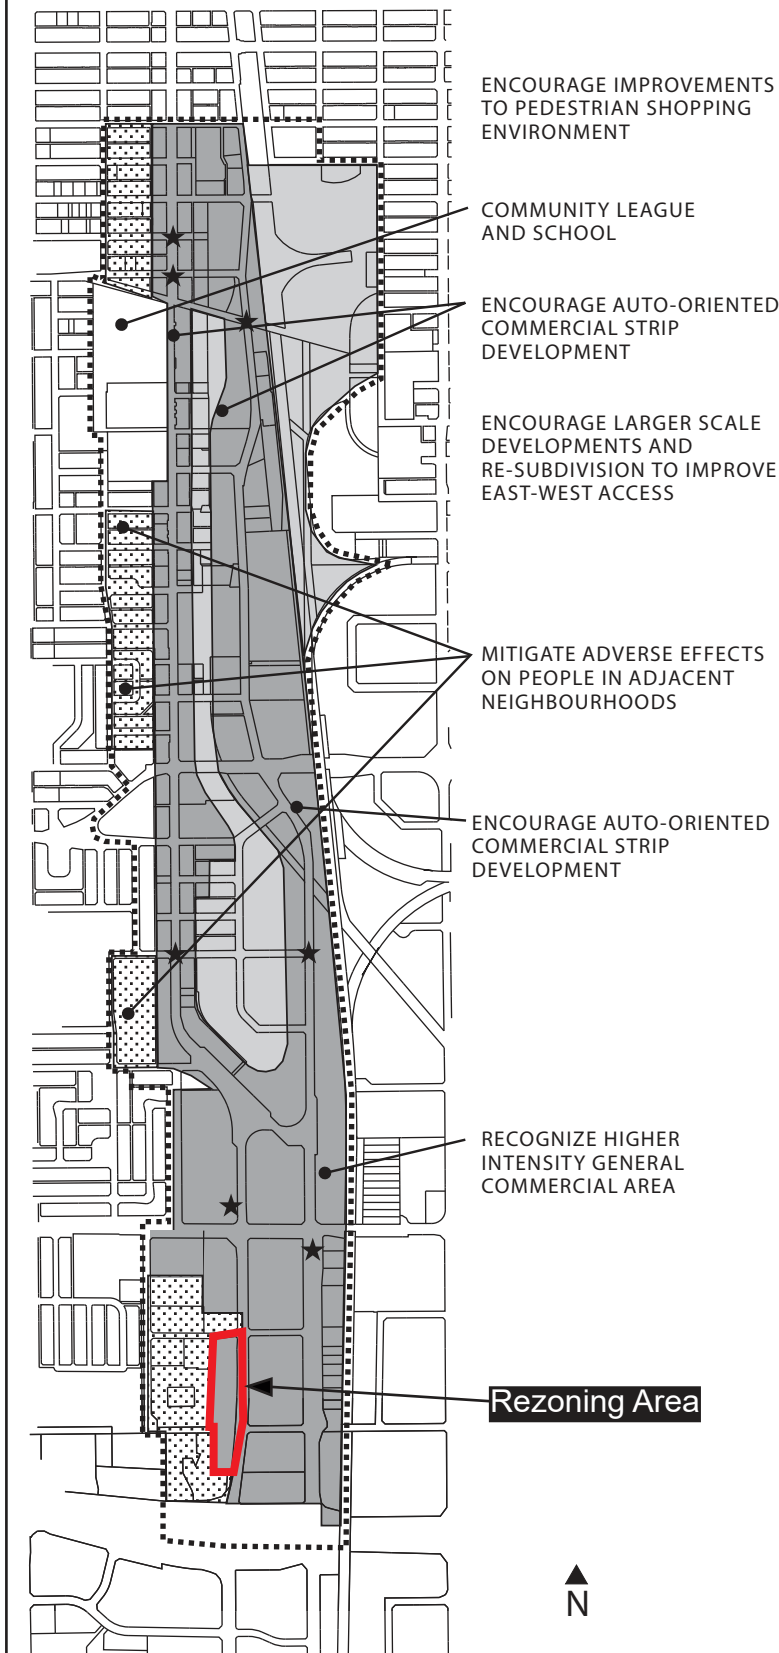 ENCOURAGE IMPROVEMENTS
TO PEDESTRIAN SHOPPING
ENVIRONMENT
COMMUNITY LEAGUE
AND SCHOOL
ENCOURAGE AUTO-ORIENTED
COMMERCIAL STRIP
DEVELOPMENT
ENCOURAGE LARGER SCALE
DEVELOPMENTS AND
RE-SUBDIVISION TO IMPROVE
EAST-WEST ACCESS
MITIGATE ADVERSE EFFECTS
ON PEOPLE IN ADJACENT
NEIGHBOURHOODS
ENCOURAGE AUTO-ORIENTED
COMMERCIAL STRIP
DEVELOPMENT
RECOGNIZE HIGHER
INTENSITY GENERAL
COMMERCIAL AREA
Rezoning Area
N